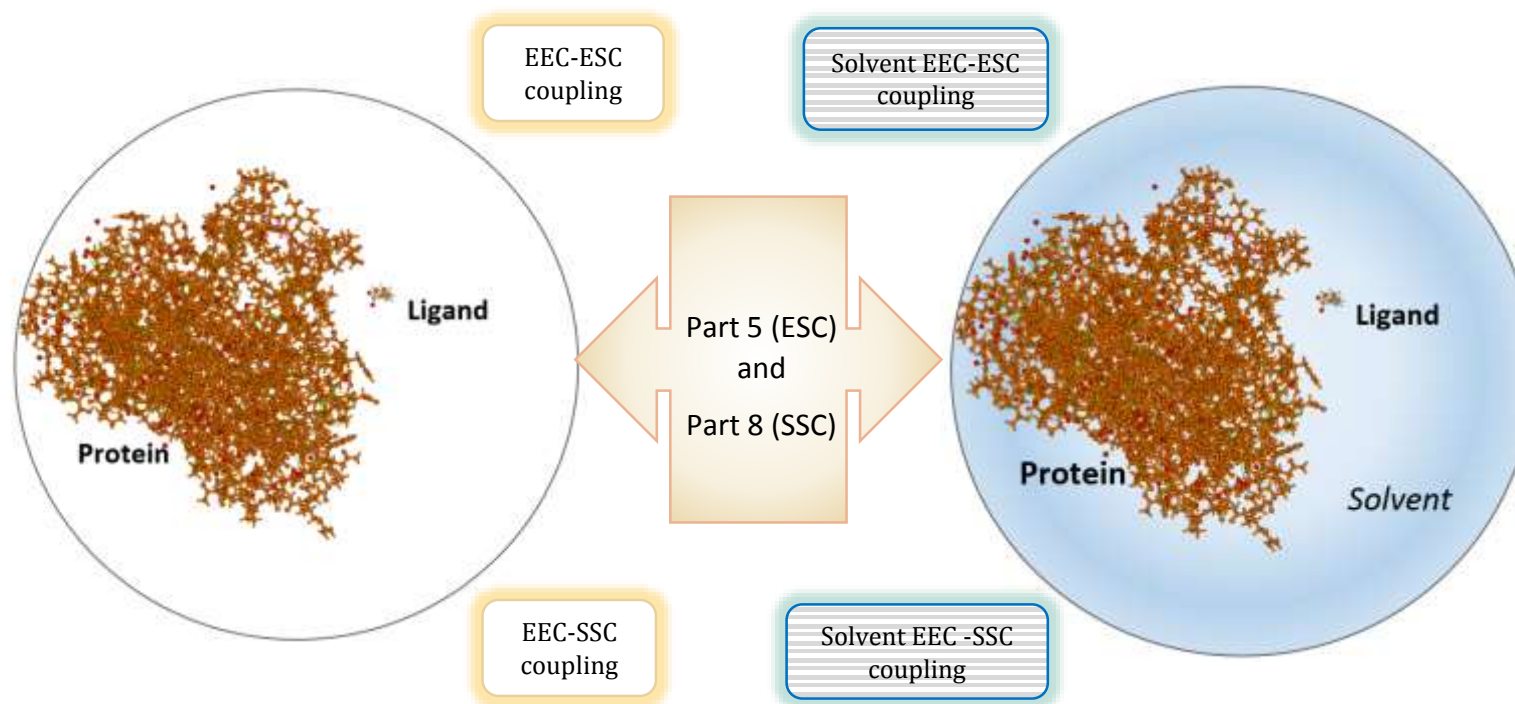 EEC-ESC
coupling
Solvent EEC-ESC
coupling
Ligand
Protein
Part 5 (ESC)
and
Part 8 (SSC)
Ligand
Protein
Solvent
EEC-SSC
coupling
Solvent EEC -SSC
coupling